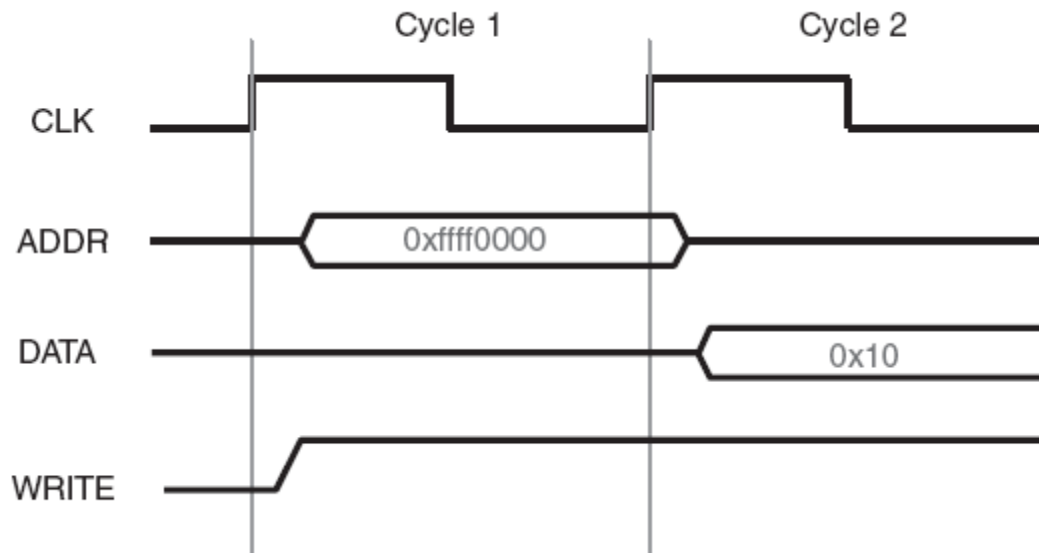 Cycle 1
Cycle 2
CLK
ADDR
0xffff0000
DATA
0x10
WRITE